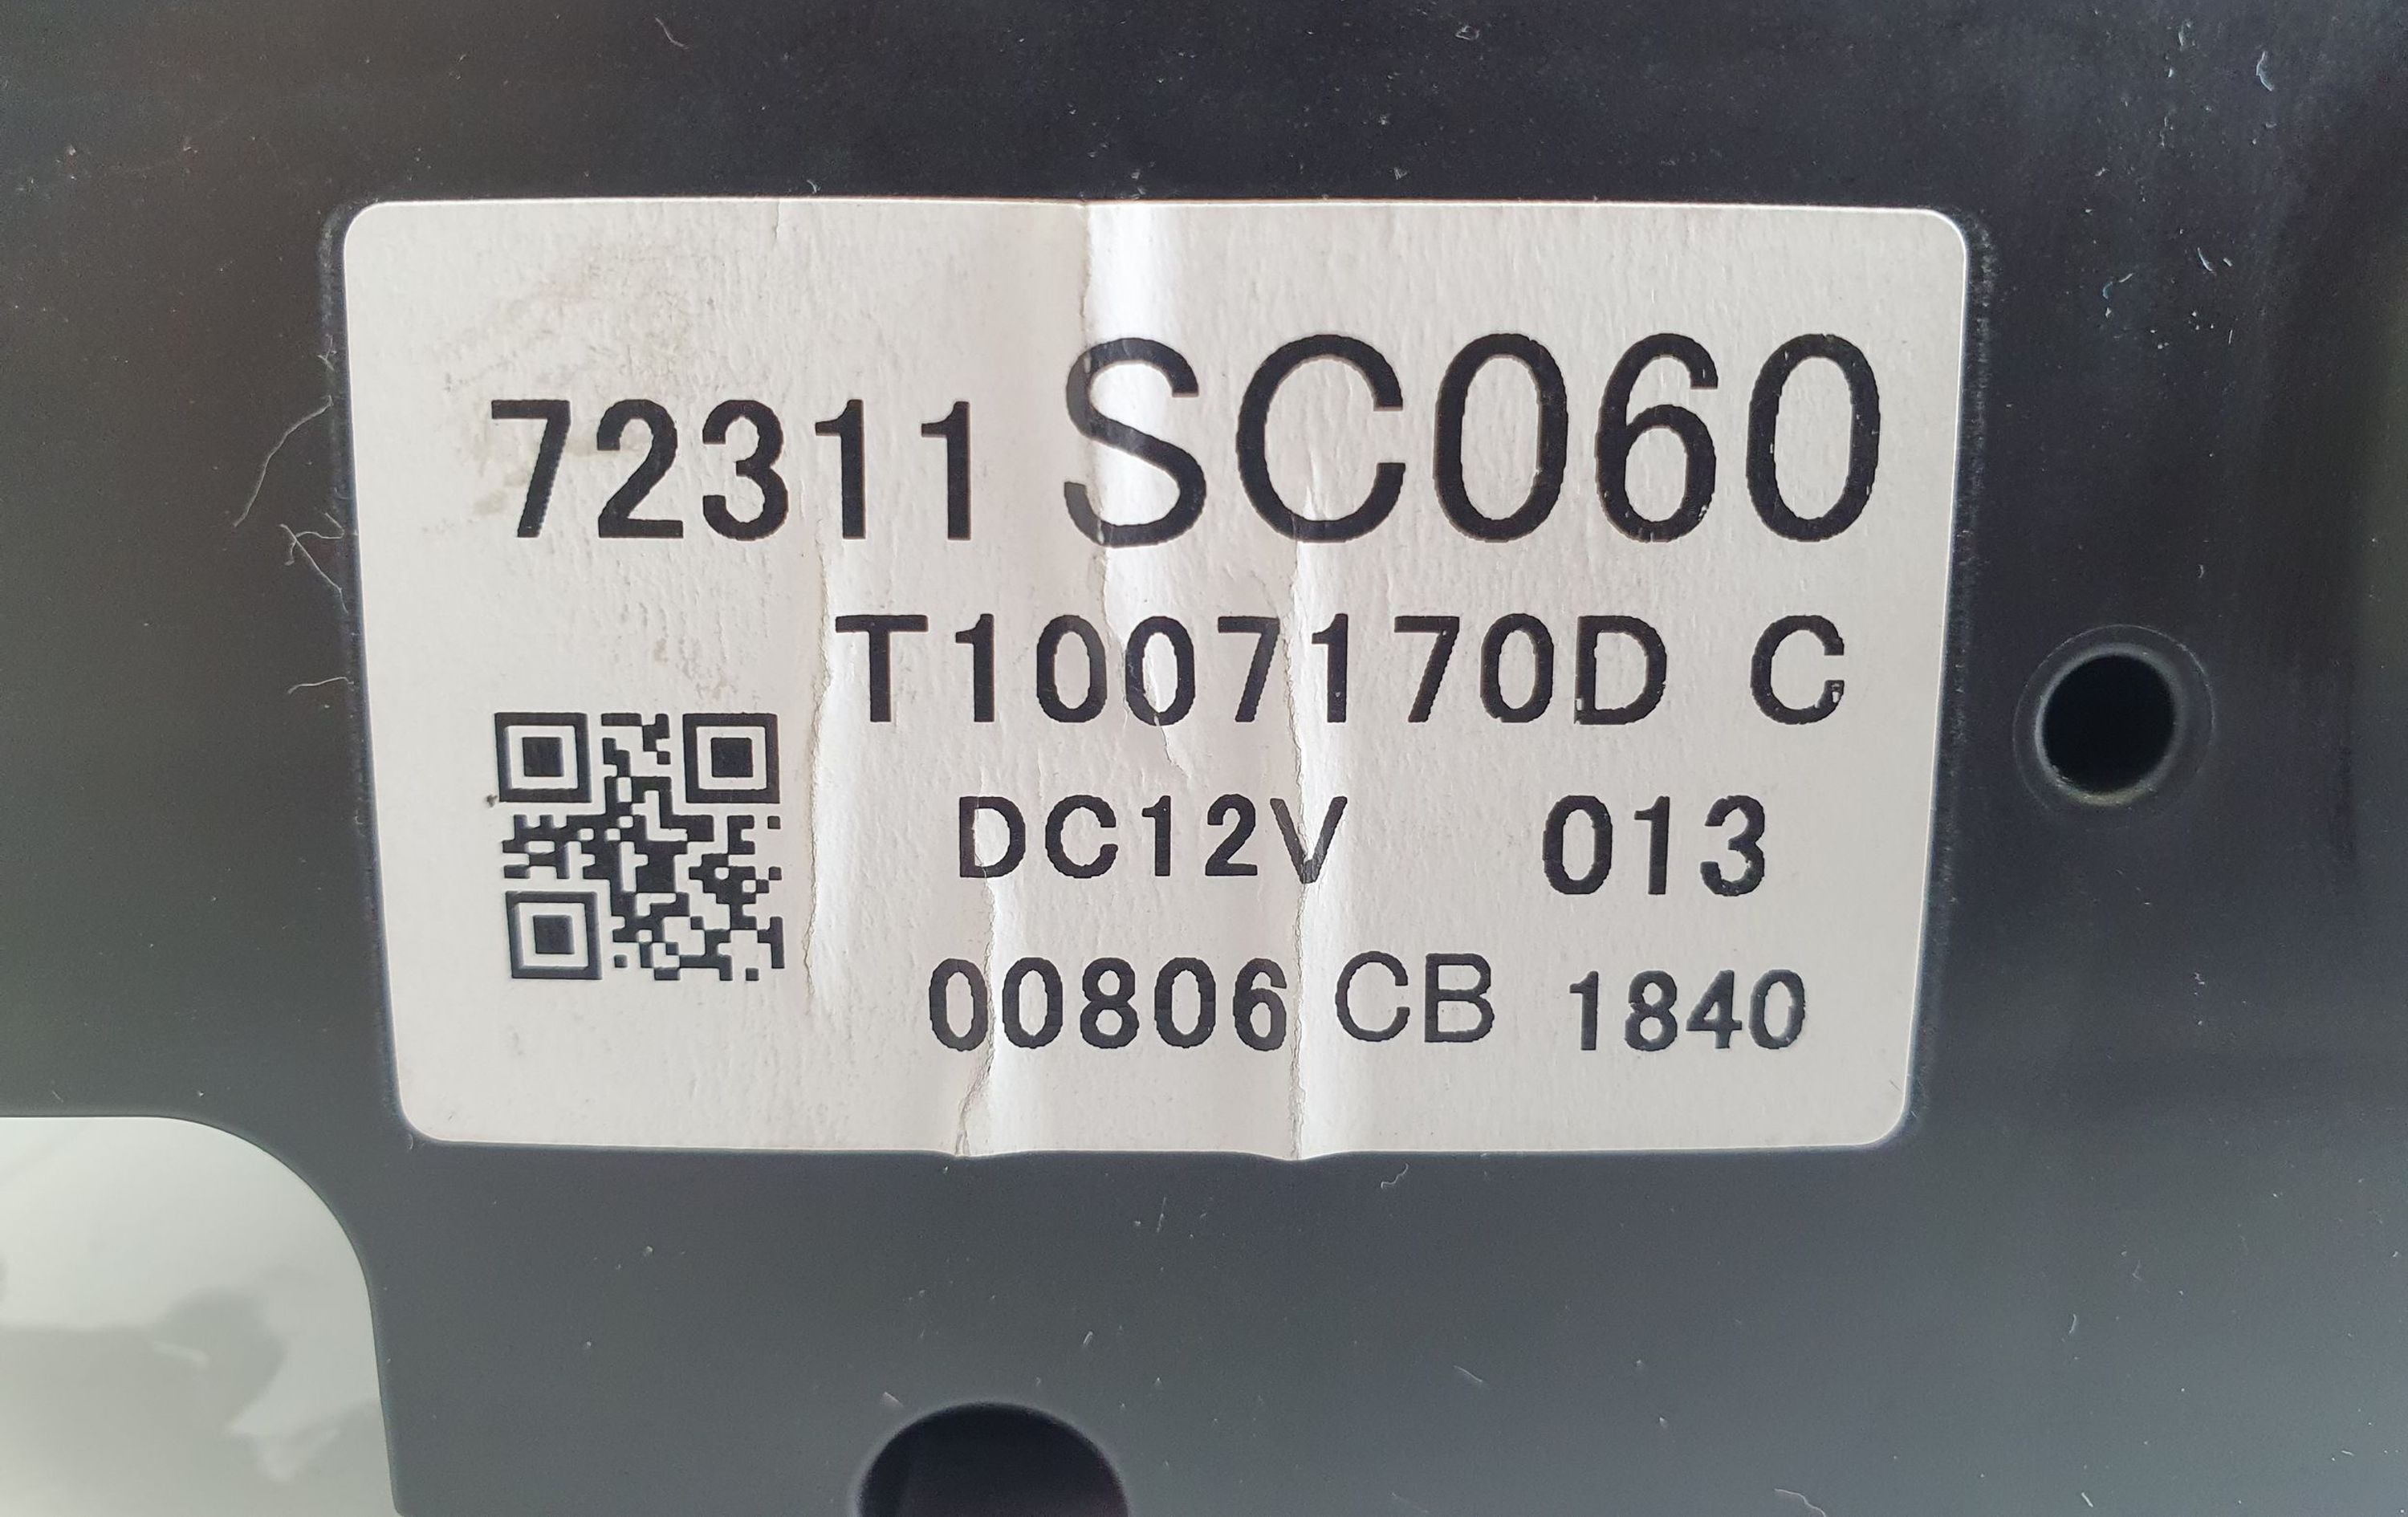 72311 SC060
T1007170D C
DC12V 013
00806 CB 1840